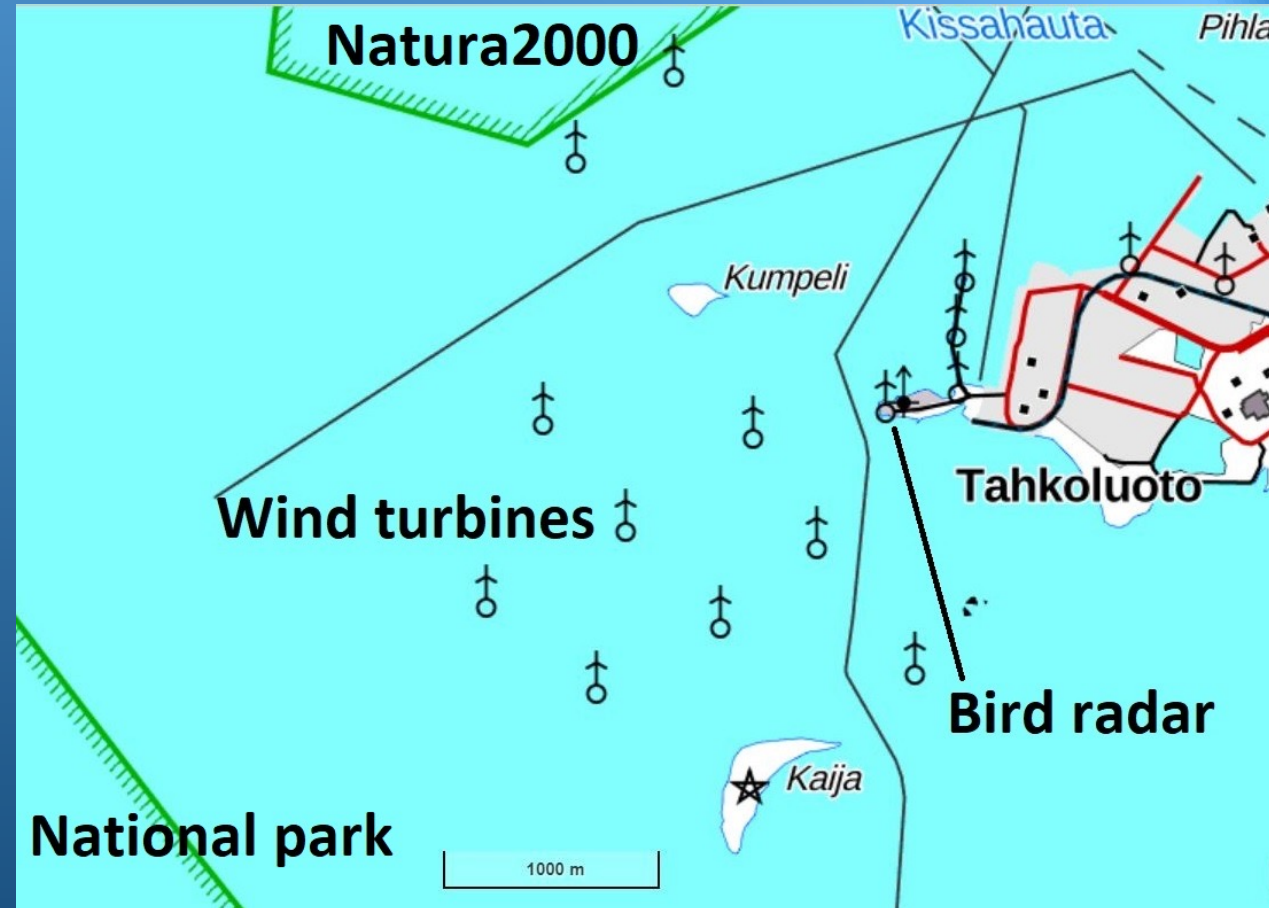 Natura2000
Kissahauta
Pihla
Kumpeli
Wind turbines
Tahkoluoto
Bird radar
Kaija
National park
1000 m